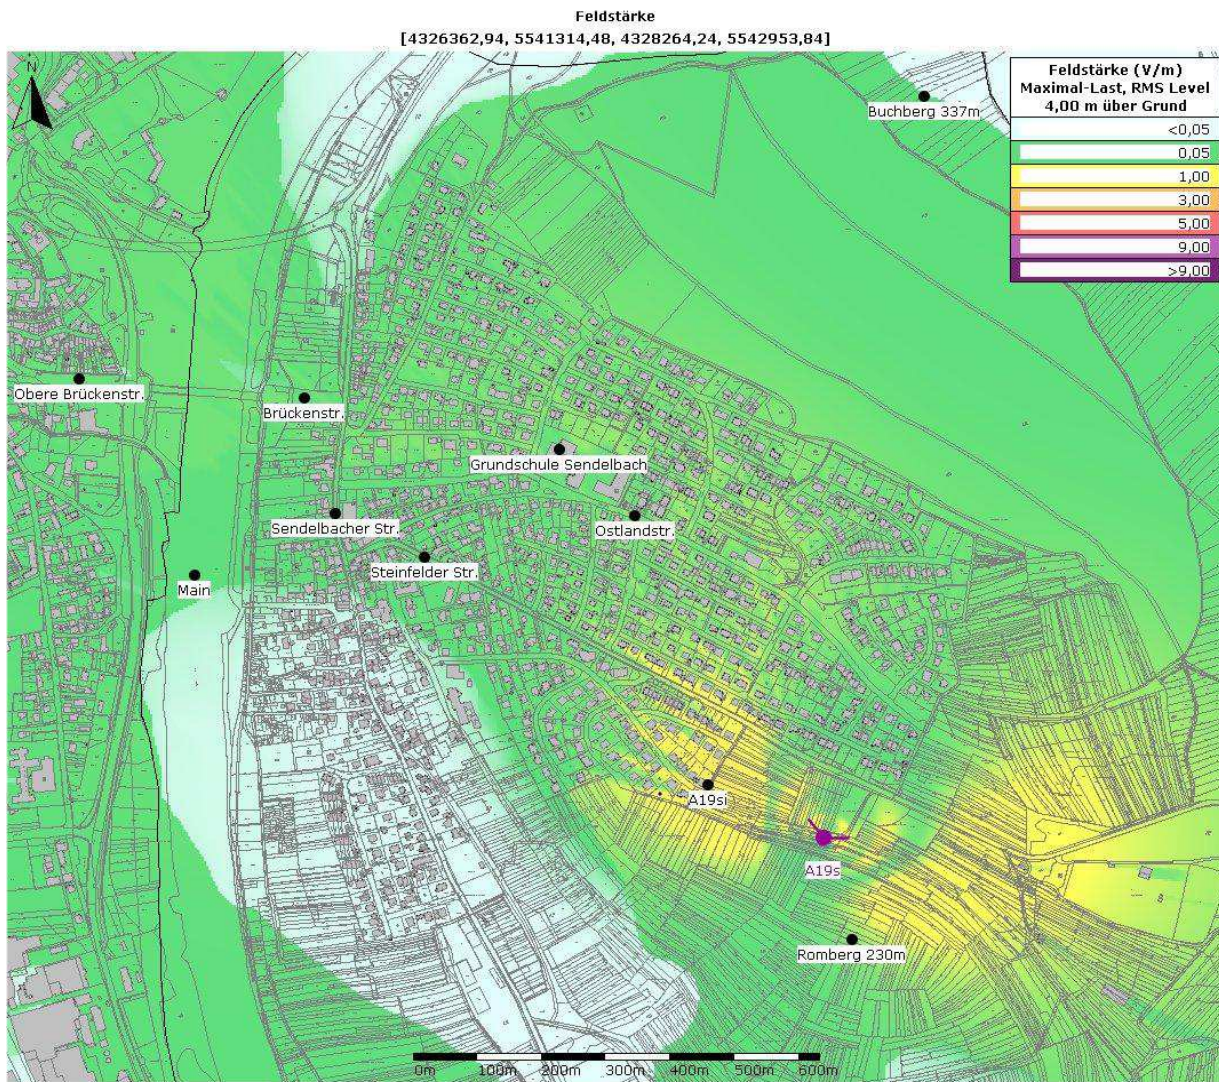 Feldstärke
[4326362,94, 5541314,48, 4328264,24, 5542953,84]
N
Feldstärke (V/m)
Maximal-Last, RMS Level
4,00 m über Grund
<0,05
0,05
1,00
3,00
5,00
9,00
>9,00
Buchberg 337m
Obere Brückenstr.
Brückenstr.
Grundschule Sendelbach
Sendelbacher Str.
Ostlandstr.
Steinfelder Str.
Main
A19si
A19s
Romberg 230m
0m 100m 200m 300m 400m 500m 600m